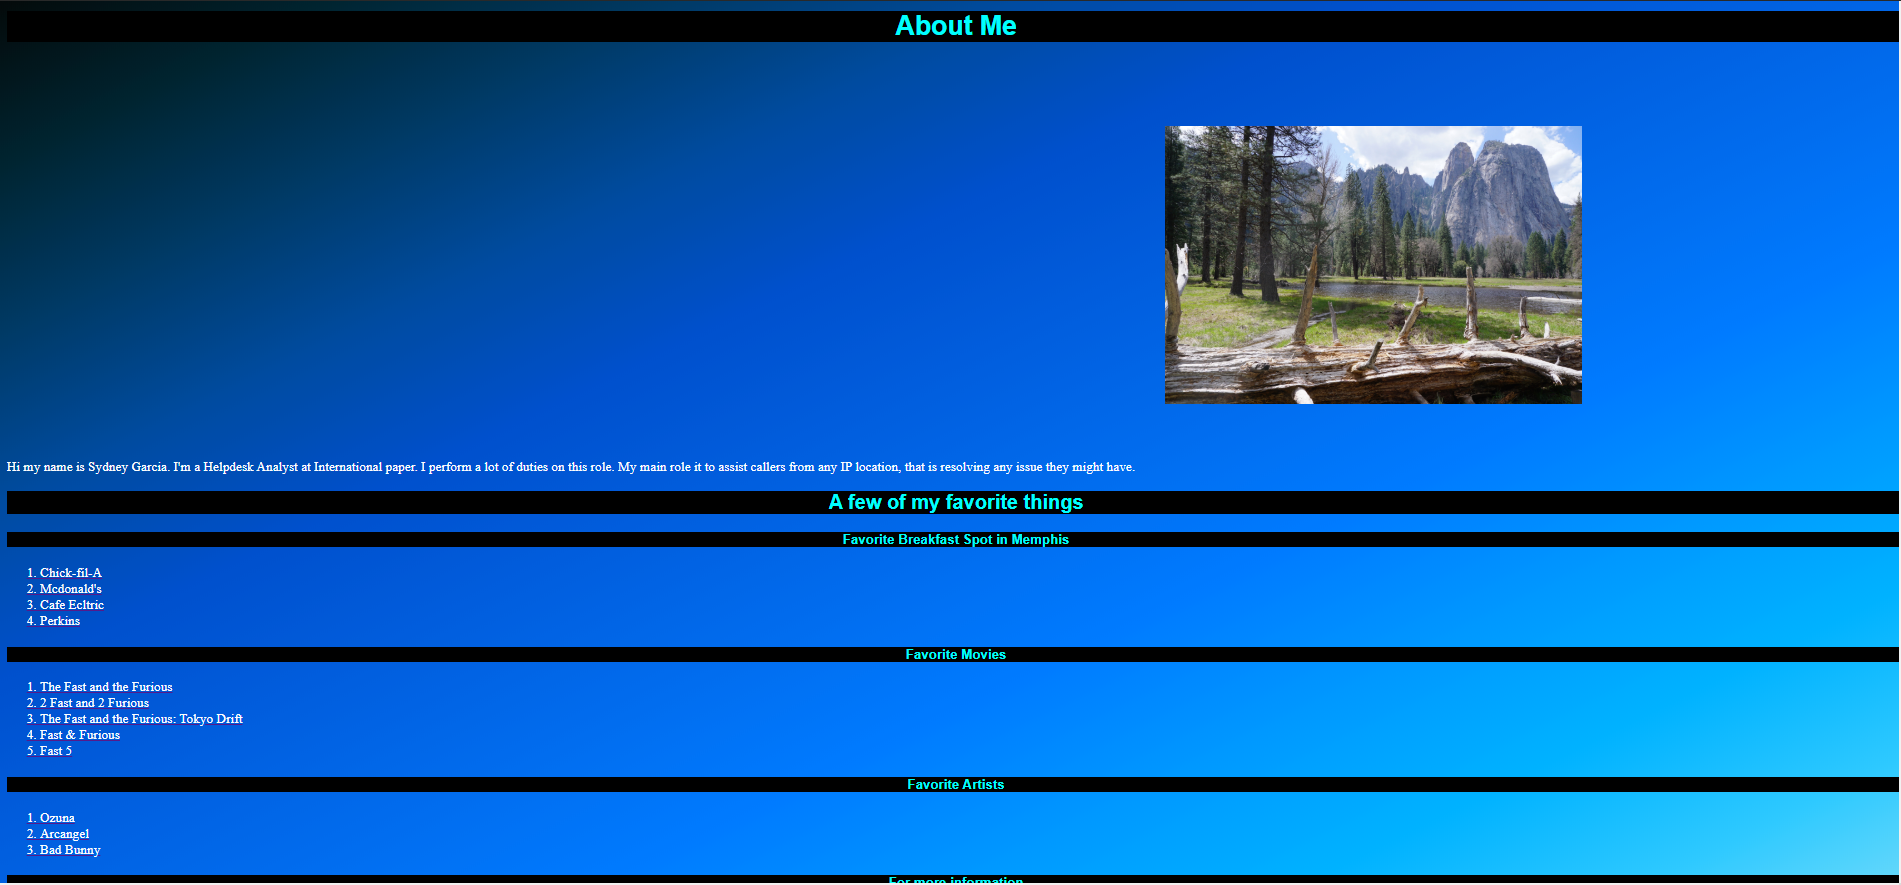 About Me
Hi my name is Sydney Garcia. I'm a Helpdesk Analyst at International paper. I perform a lot of duties on this role. My main role it to assist callers from any IP location, that is resolving any issue they might have.
A few of my favorite things
Favorite Breakfast Spot in Memphis
1. Chick-fil-A
2. Mcdonald's
3. Cafe Ecltric
4. Perkins
Favorite Movies
1. The Fast and the Furious
2. 2 Fast and 2 Furious
3. The Fast and the Furious: Tokyo Drift
4. Fast & Furious
5. Fast 5
Favorite Artists
1. Ozuna
2. Arcangel
3. Bad Bunny
For more information